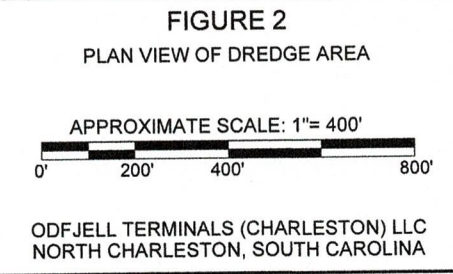 FIGURE 2
PLAN VIEW OF DREDGE AREA
APPROXIMATE SCALE: 1"= 400'
0' 200' 400' 800'
ODFJELL TERMINALS (CHARLESTON) LLC
NORTH CHARLESTON, SOUTH CAROLINA